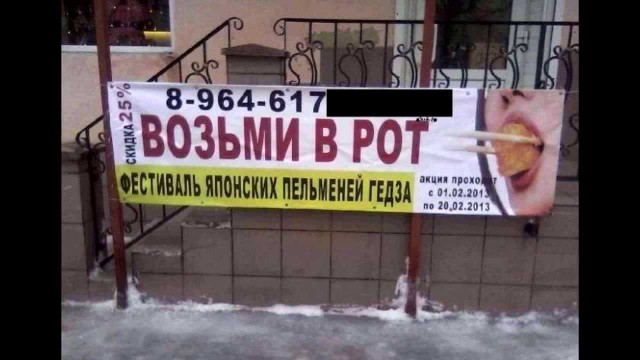 СКИДКА 25%
8-964-617
ВОЗЬМИ В РОТ
ФЕСТИВАЛЬ ЯПОНСКИХ ПЕЛЬМЕНЕЙ ГЕДЗА
акция проходит
с 01.02.2013
по 20.02.2013